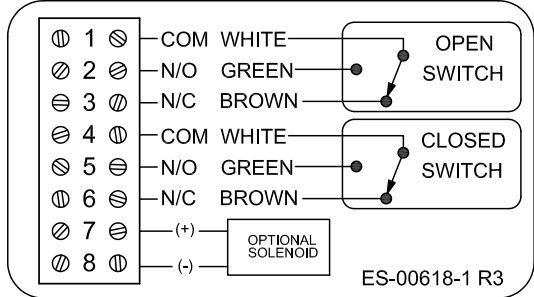 1 COM WHITE OPEN
2 N/O GREEN SWITCH
3 N/C BROWN
4 COM WHITE CLOSED
5 N/O GREEN SWITCH
6 N/C BROWN
7 (+) OPTIONAL
8 (-) SOLENOID
ES-00618-1 R3